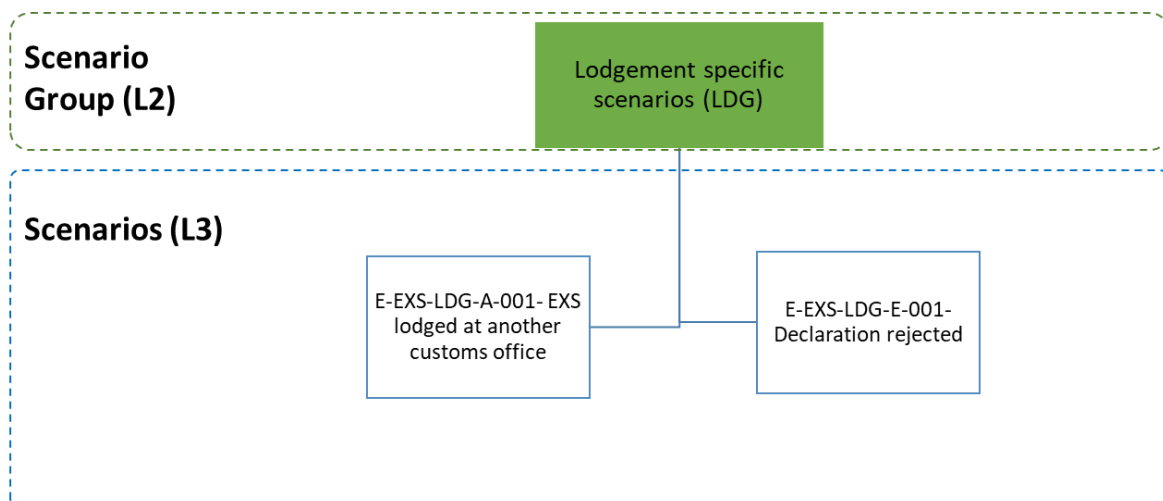 Scenario
Group (L2)
Lodgement specific
scenarios (LDG)
Scenarios (L3)
E-EXS-LDG-A-001- EXS
lodged at another
customs office
E-EXS-LDG-E-001-
Declaration rejected